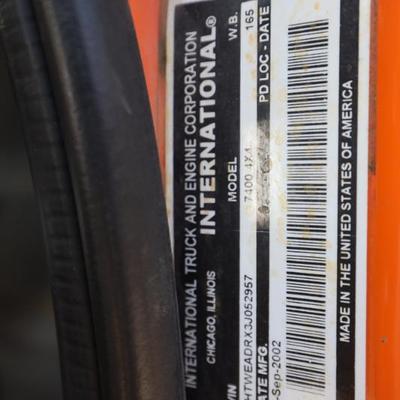 INTERNATIONAL TRUCK AND ENGINE CORPORATION
INTERNATIONAL®
CHICAGO, ILLINOIS
VIN
HTWEADRX3J052957
MODEL
7400 4X4
W.B.
165
ATE MFG.
-Sep-2002
PD LOC - DATE
MADE IN THE UNITED STATES OF AMERICA